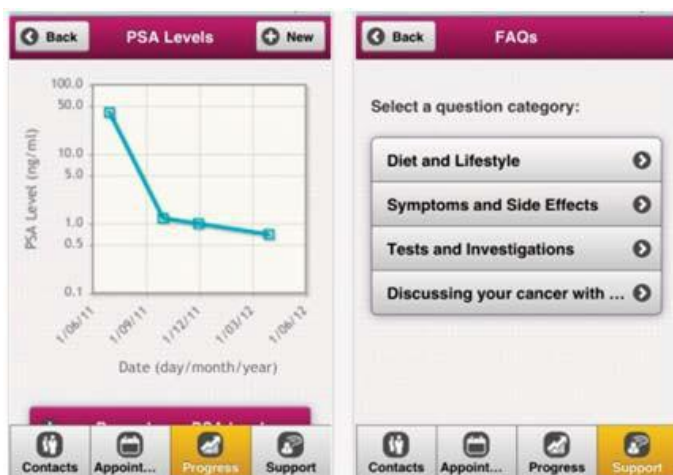 Back PSA Levels New
100.0
50.0
10.0
5.0
1.0
0.5
0.1
PSA Level (ng/ml)
1/06/11 1/09/11 1/12/11 1/03/12 1/06/12
Date (day/month/year)
Contacts Appoint... Progress Support
Back FAQs
Select a question category:
Diet and Lifestyle
Symptoms and Side Effects
Tests and Investigations
Discussing your cancer with ...
Contacts Appoint... Progress Support